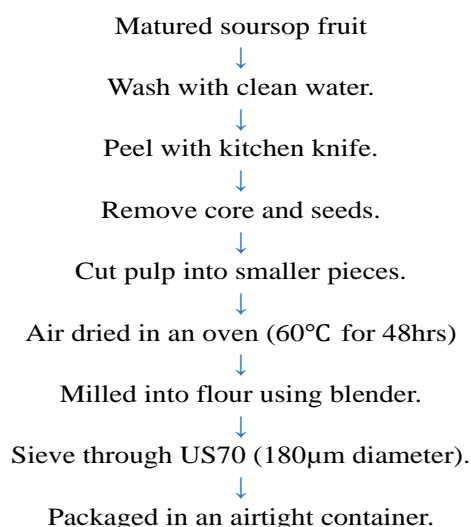 Matured soursop fruit
↓
Wash with clean water.
↓
Peel with kitchen knife.
↓
Remove core and seeds.
↓
Cut pulp into smaller pieces.
↓
Air dried in an oven (60℃ for 48hrs)
↓
Milled into flour using blender.
↓
Sieve through US70 (180µm diameter).
↓
Packaged in an airtight container.